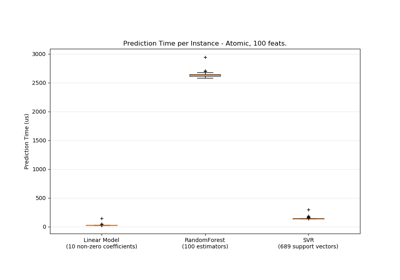 Prediction Time per Instance - Atomic, 100 feats.
3000
2500
2000
1500
1000
500
0
Prediction Time (us)
Linear Model
(10 non-zero coefficients)
RandomForest
(100 estimators)
SVR
(689 support vectors)